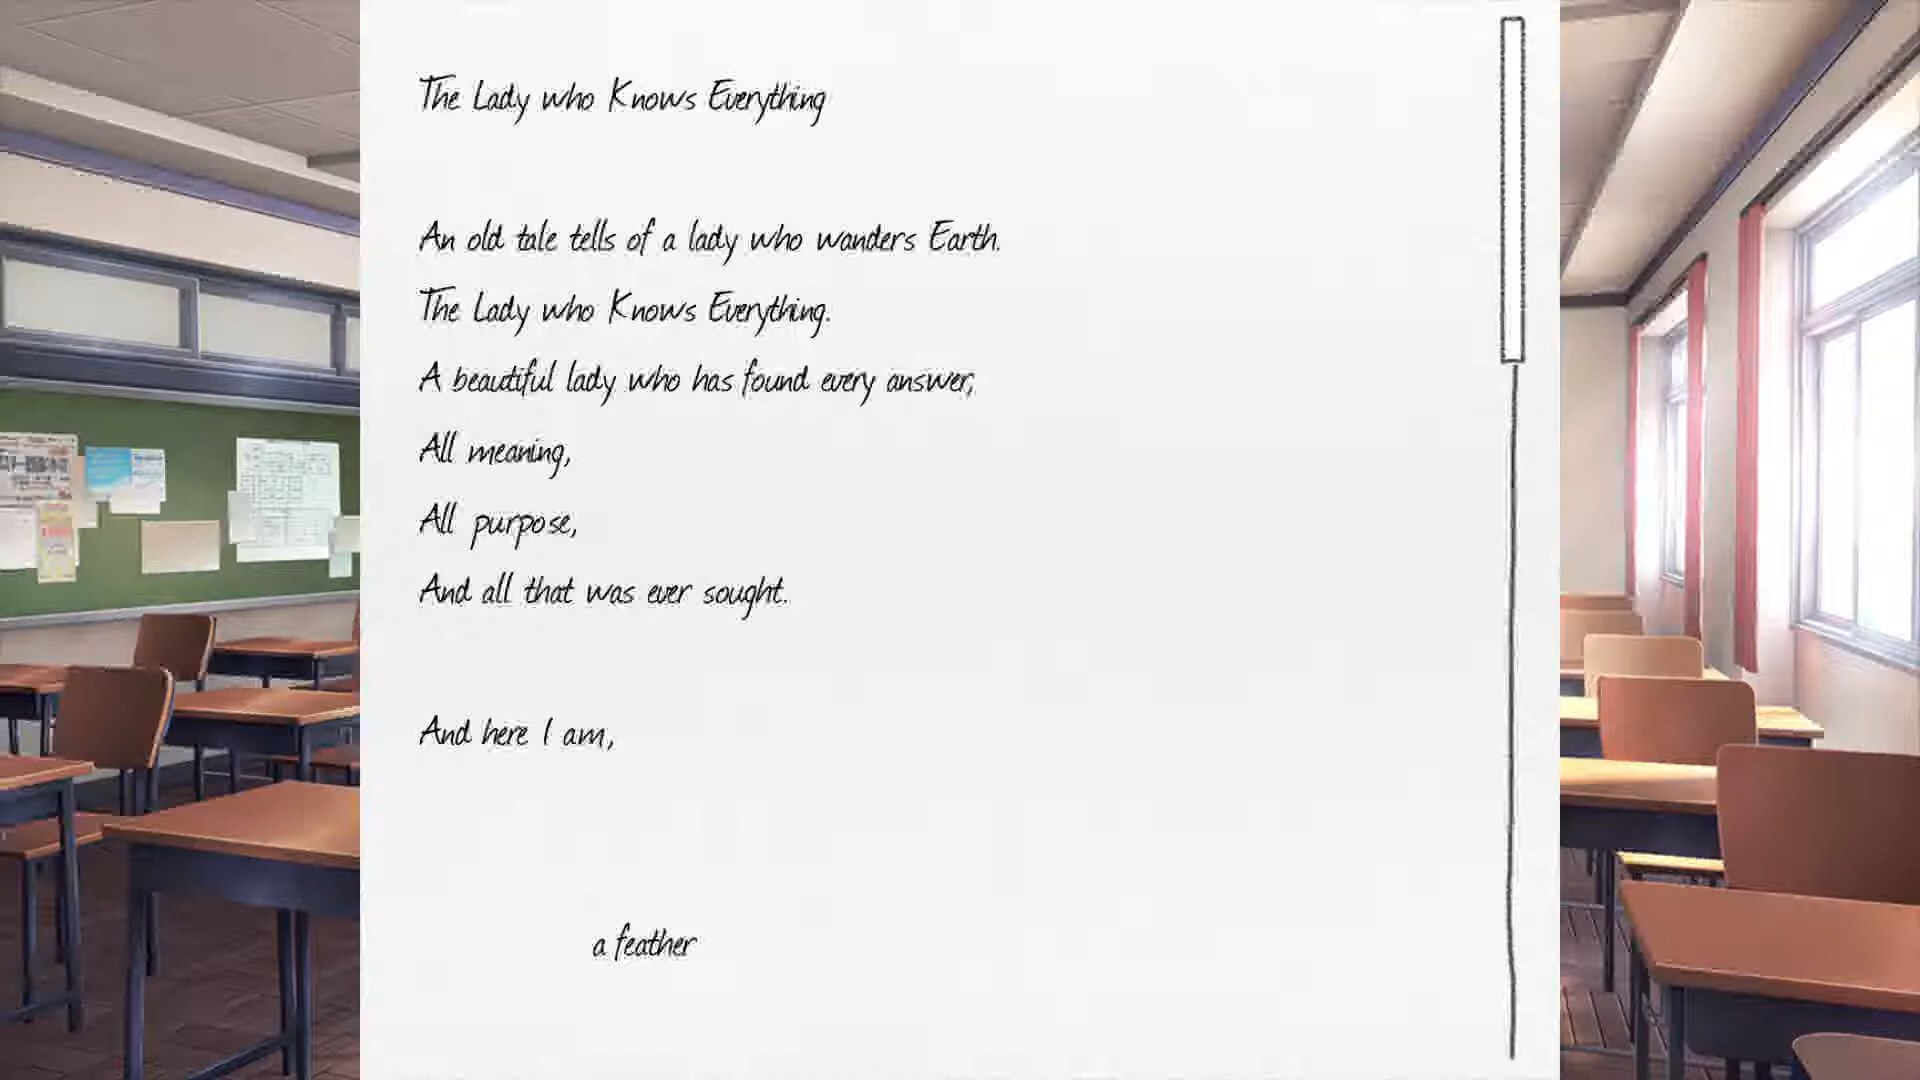 The Lady who Knows Everything
An old tale tells of a lady who wanders Earth.
The Lady who Knows Everything.
A beautiful lady who has found every answer,
All meaning,
All purpose,
And all that was ever sought.
And here I am,
a feather